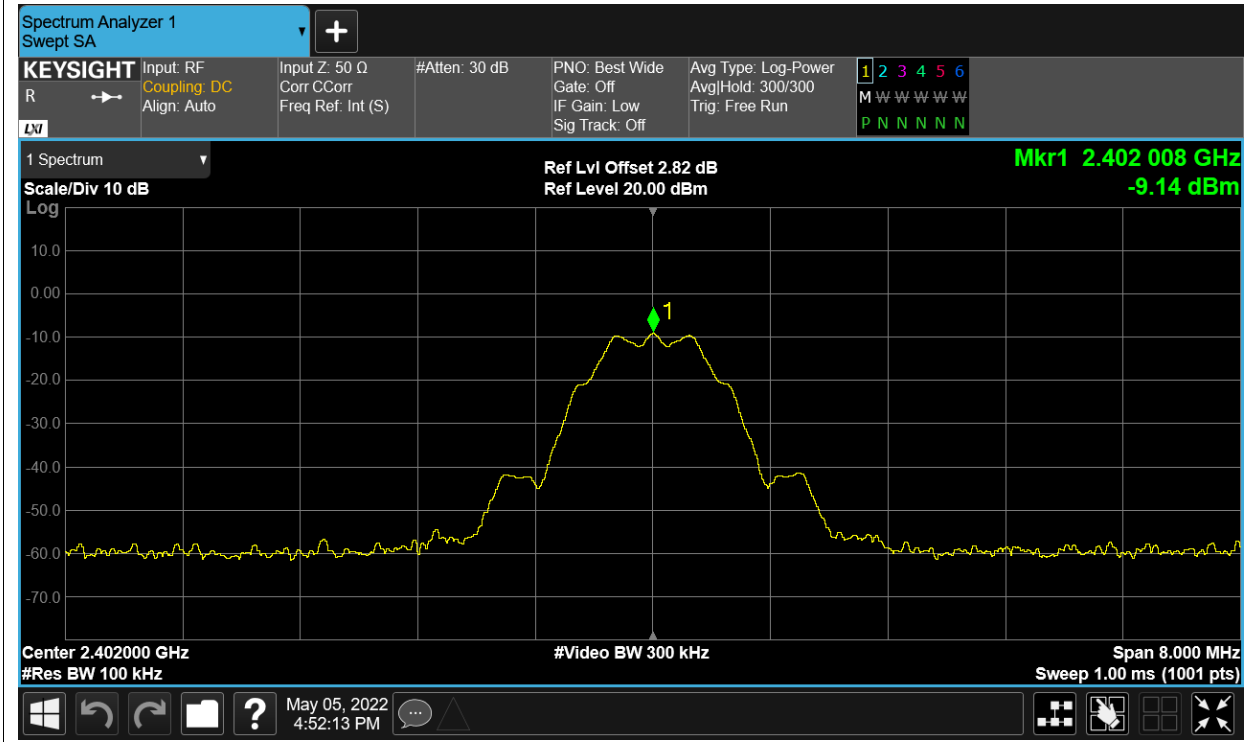 Spectrum Analyzer 1
Swept SA
+
KEYSIGHT
R
LXI
Input: RF
Coupling: DC
Align: Auto
Input Z: 50 Ω
Corr CCorr
Freq Ref: Int (S)
#Atten: 30 dB
PNO: Best Wide
Gate: Off
IF Gain: Low
Sig Track: Off
Avg Type: Log-Power
Avg|Hold: 300/300
Trig: Free Run
1 2 3 4 5 6
M W W W W W
P N N N N N
1 Spectrum
Scale/Div 10 dB
Log
Ref Lvl Offset 2.82 dB
Ref Level 20.00 dBm
Mkr1 2.402 008 GHz
-9.14 dBm
10.0
0.00
-10.0
-20.0
-30.0
-40.0
-50.0
-60.0
-70.0
1
Center 2.402000 GHz
#Res BW 100 kHz
#Video BW 300 kHz
Span 8.000 MHz
Sweep 1.00 ms (1001 pts)
?
May 05, 2022
4:52:13 PM